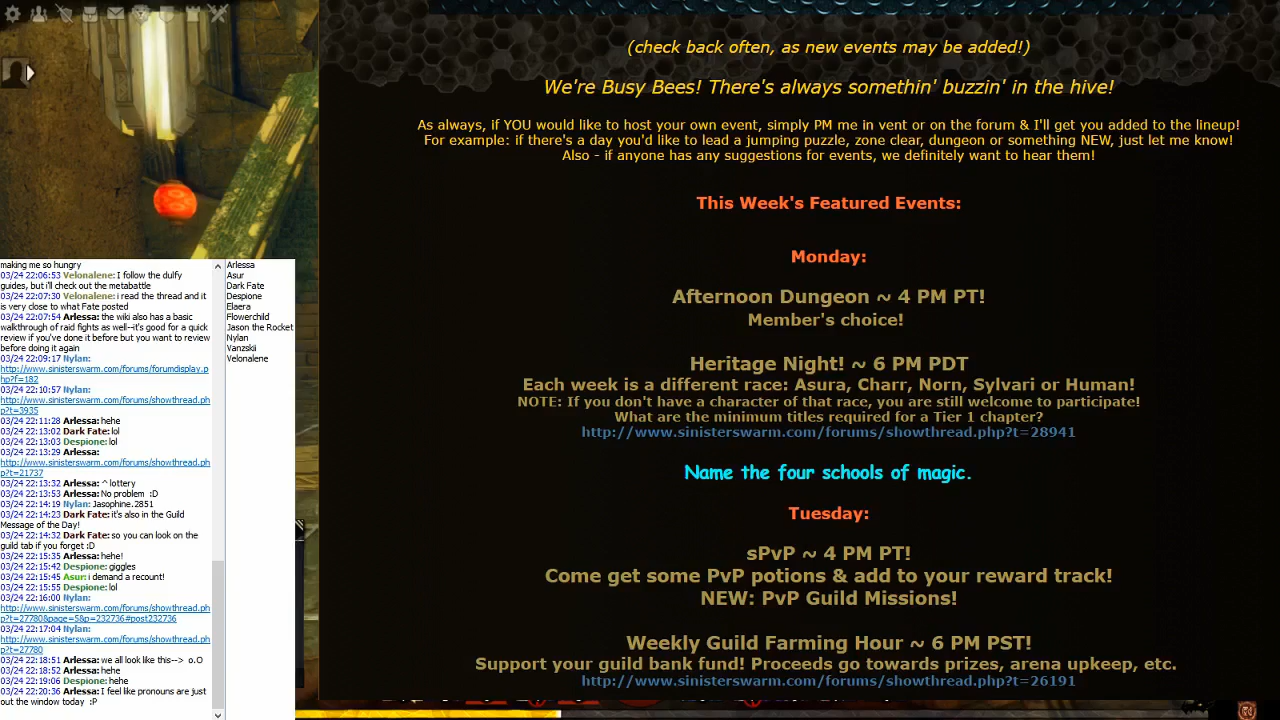 making me so hungry
03/24 22:06:53 Velonalene: I follow the dulfy
guides, but i'll check out the metabattle
03/24 22:07:30 Velonalene: i read the thread and it
is very close to what Fate posted
03/24 22:07:54 Arlessa: the wiki also has a basic
walkthrough of raid fights as well--it's good for a quick
review if you've done it before but you want to review
before doing it again
03/24 22:09:17 Nylan:
http://www.sinisterswarm.com/forums/forumdisplay.p
hp?f=182
03/24 22:10:57 Nylan:
http://www.sinisterswarm.com/forums/showthread.ph
p?t=3935
03/24 22:11:28 Arlessa: hehe
03/24 22:13:02 Dark Fate: lol
03/24 22:13:03 Despione: lol
03/24 22:13:29 Arlessa:
http://www.sinisterswarm.com/forums/showthread.ph
p?t=21737
03/24 22:13:32 Arlessa: ^ lottery
03/24 22:13:53 Arlessa: No problem :D
03/24 22:14:19 Nylan: Jasophine.2851
03/24 22:14:23 Dark Fate: it's also in the Guild
Message of the Day!
03/24 22:14:32 Dark Fate: so you can look on the
guild tab if you forget :D
03/24 22:15:35 Arlessa: hehe!
03/24 22:15:42 Despione: giggles
03/24 22:15:45 Asur: i demand a recount!
03/24 22:15:55 Despione: lol
03/24 22:16:00 Nylan:
http://www.sinisterswarm.com/forums/showthread.ph
p?t=27780&page=5&p=232736#post232736
03/24 22:17:04 Nylan:
http://www.sinisterswarm.com/forums/showthread.ph
p?t=27780
03/24 22:18:51 Arlessa: we all look like this--> o.O
03/24 22:18:52 Arlessa: hehe
03/24 22:19:06 Despione: hehe
03/24 22:20:36 Arlessa: I feel like pronouns are just
out the window today :P
Arlessa
Asur
Dark Fate
Despione
Elaera
Flowerchild
Jason the Rocket
Nylan
Vanzskii
Velonalene
(check back often, as new events may be added!)
We're Busy Bees! There's always somethin' buzzin' in the hive!
As always, if YOU would like to host your own event, simply PM me in vent or on the forum & I'll get you added to the lineup!
For example: if there's a day you'd like to lead a jumping puzzle, zone clear, dungeon or something NEW, just let me know!
Also - if anyone has any suggestions for events, we definitely want to hear them!
This Week's Featured Events:
Monday:
Afternoon Dungeon ~ 4 PM PT!
Member's choice!
Heritage Night! ~ 6 PM PDT
Each week is a different race: Asura, Charr, Norn, Sylvari or Human!
NOTE: If you don't have a character of that race, you are still welcome to participate!
What are the minimum titles required for a Tier 1 chapter?
http://www.sinisterswarm.com/forums/showthread.php?t=28941
Name the four schools of magic.
Tuesday:
sPvP ~ 4 PM PT!
Come get some PvP potions & add to your reward track!
NEW: PvP Guild Missions!
Weekly Guild Farming Hour ~ 6 PM PST!
Support your guild bank fund! Proceeds go towards prizes, arena upkeep, etc.
http://www.sinisterswarm.com/forums/showthread.php?t=26191